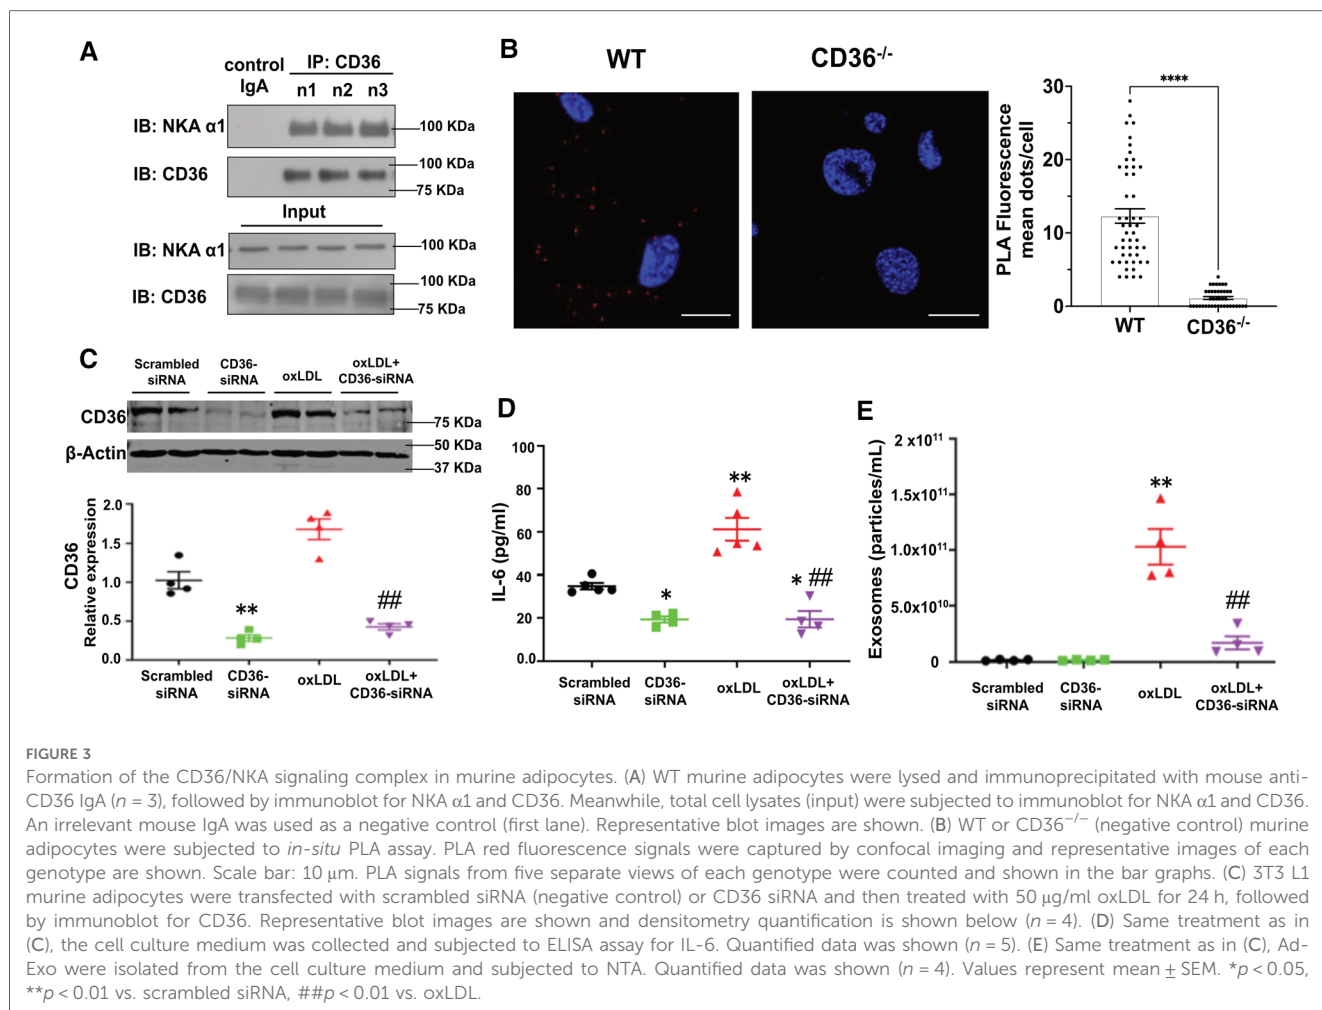 A
control
IgA
IP: CD36
n1 n2 n3
IB: NKA α1
100 KDa
IB: CD36
100 KDa
75 KDa
Input
IB: NKA α1
100 KDa
IB: CD36
100 KDa
75 KDa
B
WT
CD36-/-
PLA Fluorescence
mean dots/cell
30
20
10
0
****
WT
CD36-/-
C
Scrambled
siRNA
CD36-
siRNA
oxLDL
oxLDL+
CD36-siRNA
CD36
75 KDa
β-Actin
50 KDa
37 KDa
CD36
Relative expression
2.0
1.5
1.0
0.5
0.0
**
##
Scrambled
siRNA
CD36-
siRNA
oxLDL
oxLDL+
CD36-siRNA
D
IL-6 (pg/ml)
100
80
60
40
20
0.0
*
**
* ##
Scrambled
siRNA
CD36-
siRNA
oxLDL
oxLDL+
CD36-siRNA
E
Exosomes (particles/mL)
2 x10¹¹
1.5x10¹¹
1.0x10¹¹
5.0x10¹⁰
0
**
##
Scrambled
siRNA
CD36-
siRNA
oxLDL
oxLDL+
CD36-siRNA
FIGURE 3
Formation of the CD36/NKA signaling complex in murine adipocytes. (A) WT murine adipocytes were lysed and immunoprecipitated with mouse anti-
CD36 IgA (n = 3), followed by immunoblot for NKA α1 and CD36. Meanwhile, total cell lysates (input) were subjected to immunoblot for NKA α1 and CD36.
An irrelevant mouse IgA was used as a negative control (first lane). Representative blot images are shown. (B) WT or CD36−/− (negative control) murine
adipocytes were subjected to in-situ PLA assay. PLA red fluorescence signals were captured by confocal imaging and representative images of each
genotype are shown. Scale bar: 10 μm. PLA signals from five separate views of each genotype were counted and shown in the bar graphs. (C) 3T3 L1
murine adipocytes were transfected with scrambled siRNA (negative control) or CD36 siRNA and then treated with 50 μg/ml oxLDL for 24 h, followed
by immunoblot for CD36. Representative blot images are shown and densitometry quantification is shown below (n = 4). (D) Same treatment as in
(C), the cell culture medium was collected and subjected to ELISA assay for IL-6. Quantified data was shown (n = 5). (E) Same treatment as in (C), Ad-
Exo were isolated from the cell culture medium and subjected to NTA. Quantified data was shown (n = 4). Values represent mean ± SEM. *p < 0.05,
**p < 0.01 vs. scrambled siRNA, ##p < 0.01 vs. oxLDL.